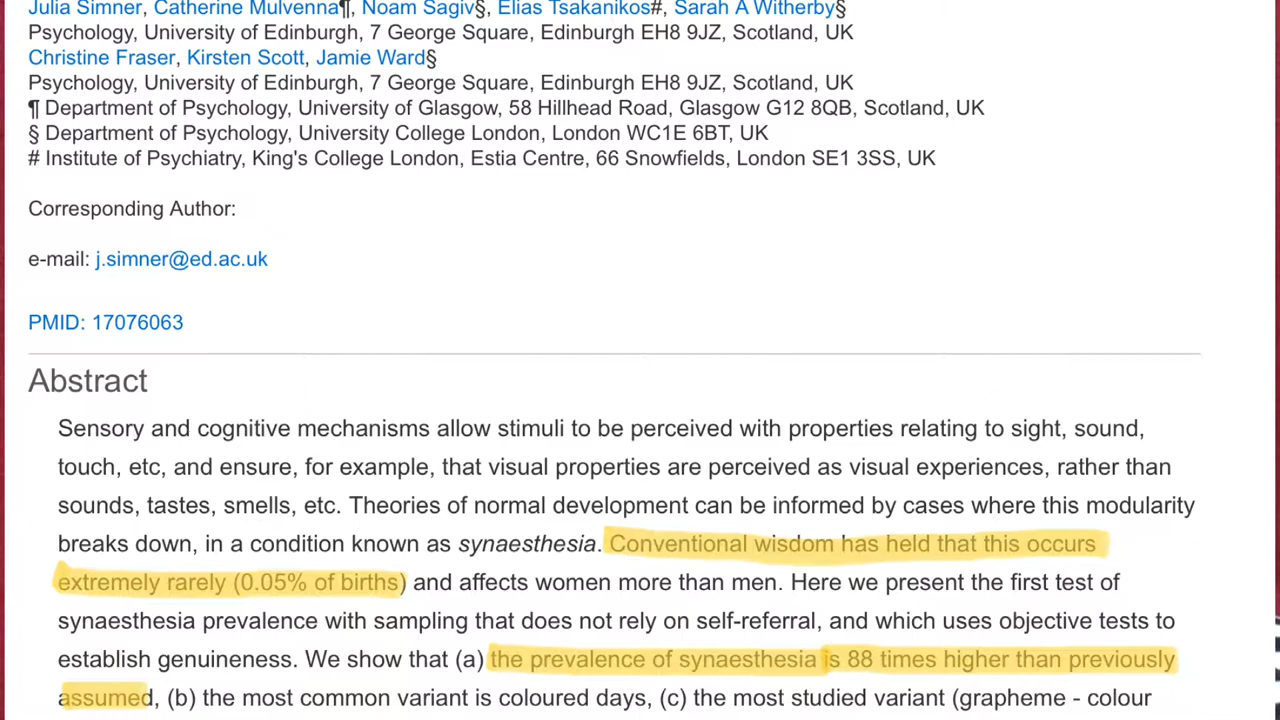 Julia Simner, Catherine Mulvenna¶, Noam Sagiv§, Elias Tsakanikos#, Sarah A Witherby§
Psychology, University of Edinburgh, 7 George Square, Edinburgh EH8 9JZ, Scotland, UK
Christine Fraser, Kirsten Scott, Jamie Ward§
Psychology, University of Edinburgh, 7 George Square, Edinburgh EH8 9JZ, Scotland, UK
¶ Department of Psychology, University of Glasgow, 58 Hillhead Road, Glasgow G12 8QB, Scotland, UK
§ Department of Psychology, University College London, London WC1E 6BT, UK
# Institute of Psychiatry, King's College London, Estia Centre, 66 Snowfields, London SE1 3SS, UK
Corresponding Author:
e-mail: j.simner@ed.ac.uk
PMID: 17076063
Abstract
Sensory and cognitive mechanisms allow stimuli to be perceived with properties relating to sight, sound,
touch, etc, and ensure, for example, that visual properties are perceived as visual experiences, rather than
sounds, tastes, smells, etc. Theories of normal development can be informed by cases where this modularity
breaks down, in a condition known as synaesthesia. Conventional wisdom has held that this occurs
extremely rarely (0.05% of births) and affects women more than men. Here we present the first test of
synaesthesia prevalence with sampling that does not rely on self-referral, and which uses objective tests to
establish genuineness. We show that (a) the prevalence of synaesthesia is 88 times higher than previously
assumed, (b) the most common variant is coloured days, (c) the most studied variant (grapheme - colour